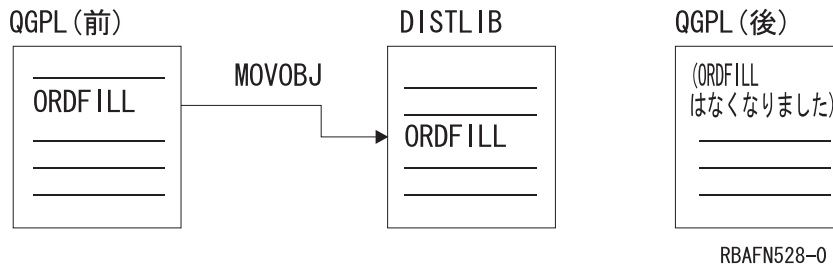 QGPL(前)
DISTLIB
QGPL(後)
MOVOBJ
ORDFILL
ORDFILL
(ORDFILL
はなくなりました)
RBAFN528-0